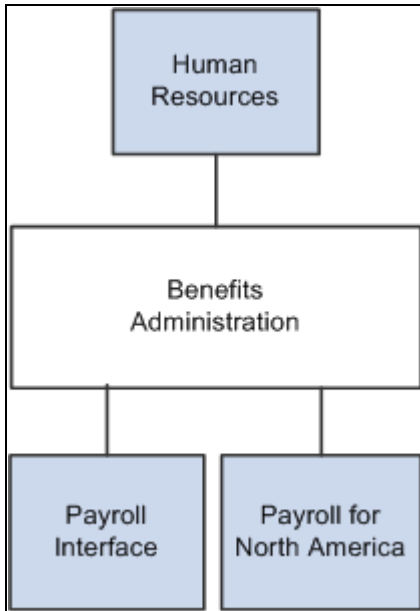 Human
Resources
Benefits
Administration
Payroll
Interface
Payroll for
North America